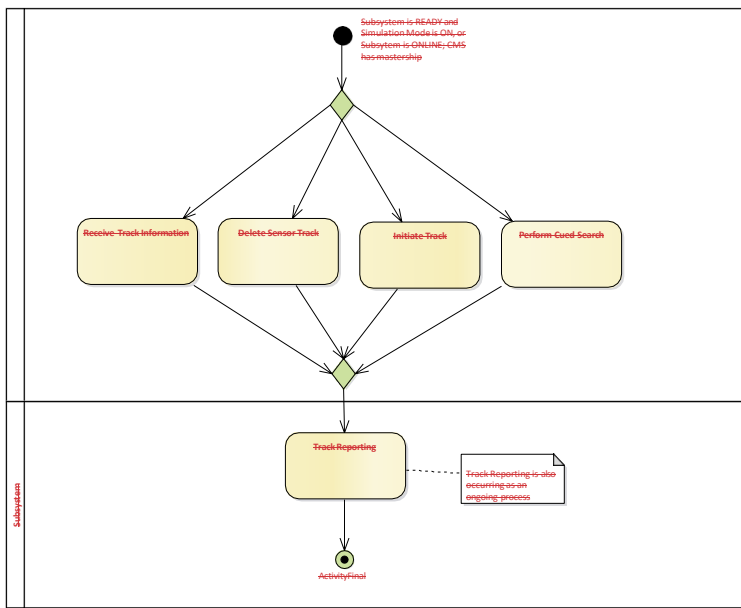 Subsystem is READY and
Simulation Mode is ON, or
Subsytem is ONLINE; CMS
has mastership
Receive Track Information
Delete Sensor Track
Initiate Track
Perform Cued Search
Track Reporting
Track Reporting is also
occurring as an
ongoing process
Subsystem
ActivityFinal